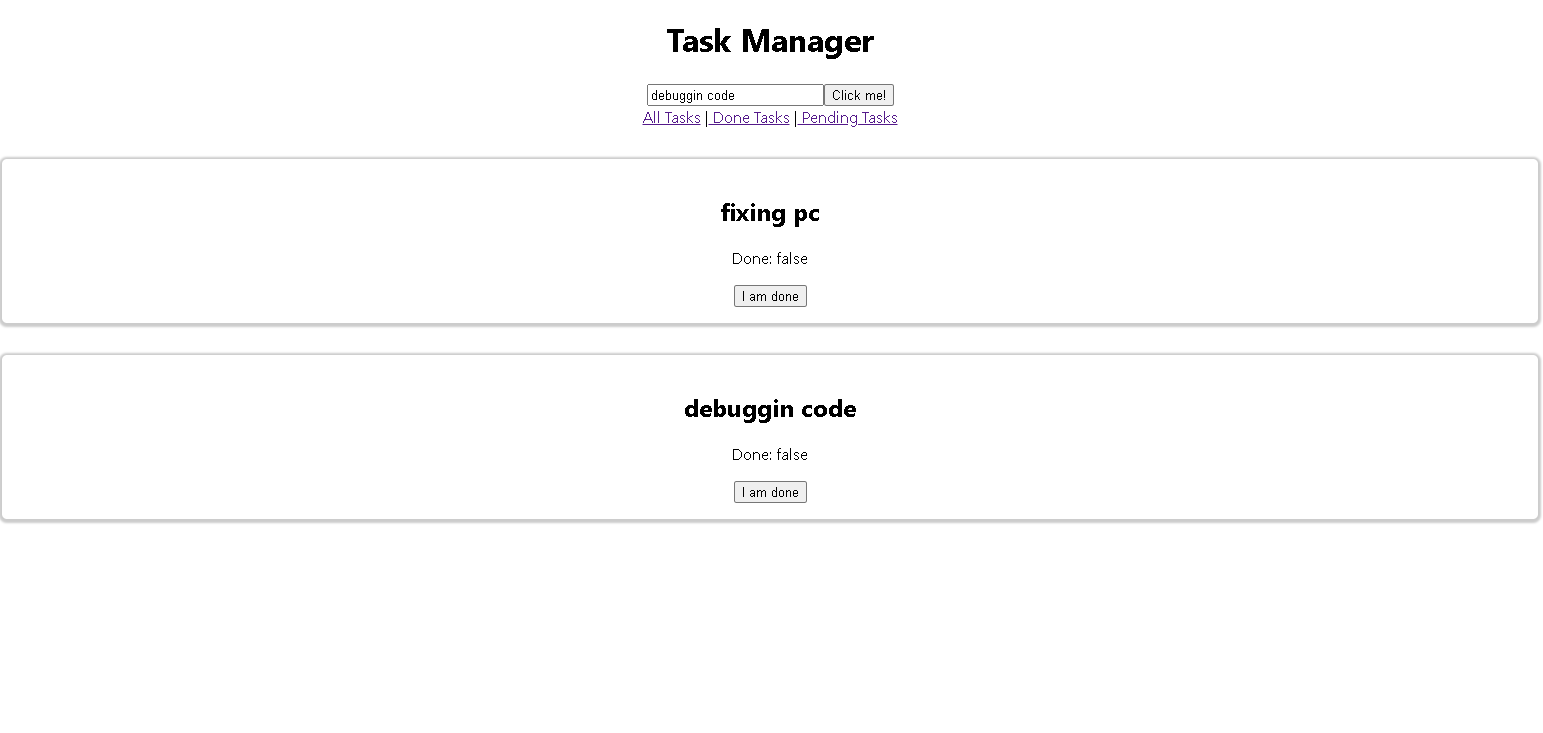 Task Manager
debuggin code Click me!
All Tasks | Done Tasks | Pending Tasks
fixing pc
Done: false
I am done
debuggin code
Done: false
I am done